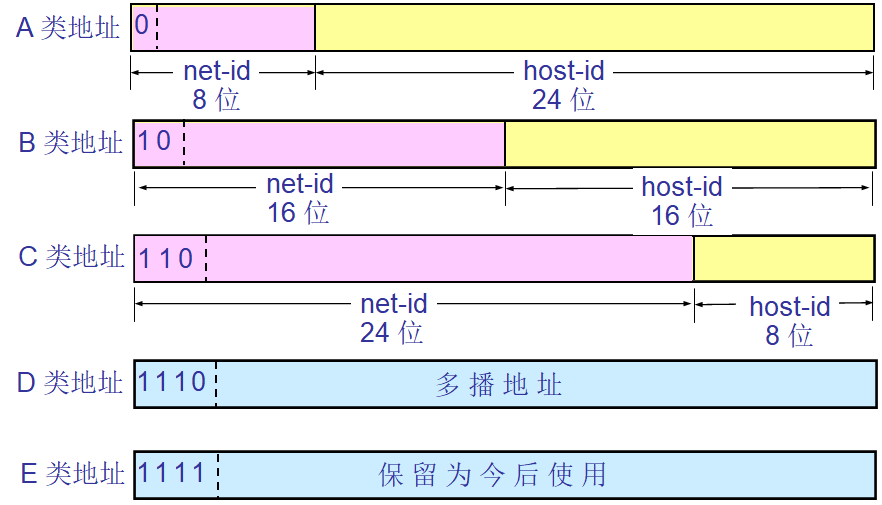 A 类地址 0
net-id host-id
8 位 24 位
B 类地址 1 0
net-id host-id
16 位 16 位
C 类地址 1 1 0
net-id host-id
24 位 8 位
D 类地址 1 1 1 0 多播地址
E 类地址 1 1 1 1 保留为今后使用